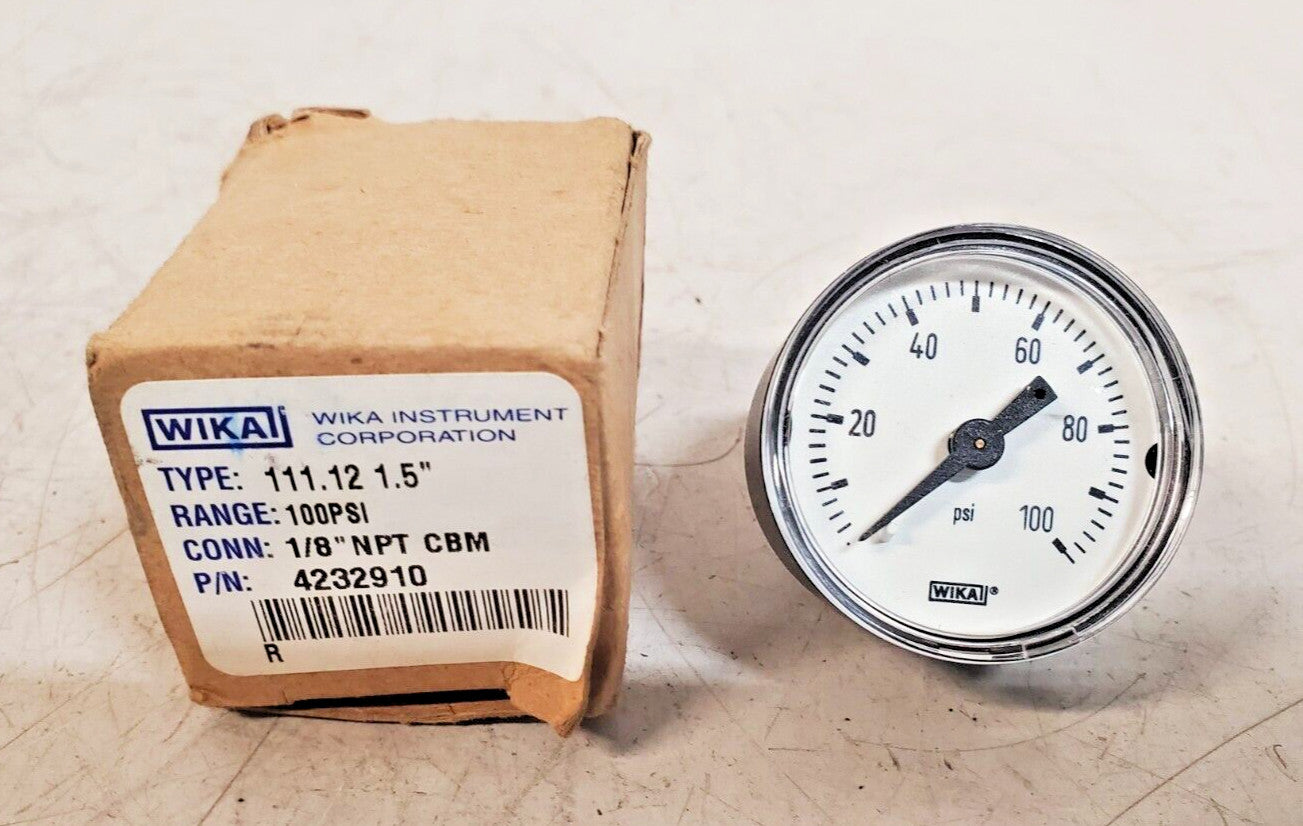 WIKA WIKA INSTRUMENT
CORPORATION
TYPE: 111.12 1.5"
RANGE: 100PSI
CONN: 1/8" NPT CBM
P/N: 4232910
R
20
40
60
80
100
psi
WIKA®